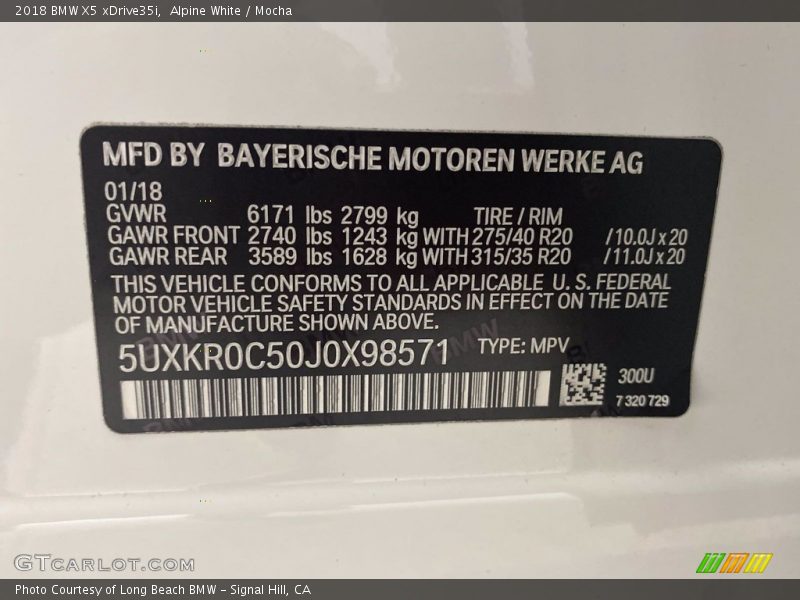 2018 BMW X5 xDrive35i, Alpine White / Mocha
MFD BY BAYERISCHE MOTOREN WERKE AG
01/18
GVWR 6171 lbs 2799 kg TIRE / RIM
GAWR FRONT 2740 lbs 1243 kg WITH 275/40 R20 /10.0J x 20
GAWR REAR 3589 lbs 1628 kg WITH 315/35 R20 /11.0J x 20
THIS VEHICLE CONFORMS TO ALL APPLICABLE U. S. FEDERAL
MOTOR VEHICLE SAFETY STANDARDS IN EFFECT ON THE DATE
OF MANUFACTURE SHOWN ABOVE.
5UXKR0C50J0X98571 TYPE: MPV
300U
7 320 729
GTCARLOT.COM
Photo Courtesy of Long Beach BMW - Signal Hill, CA